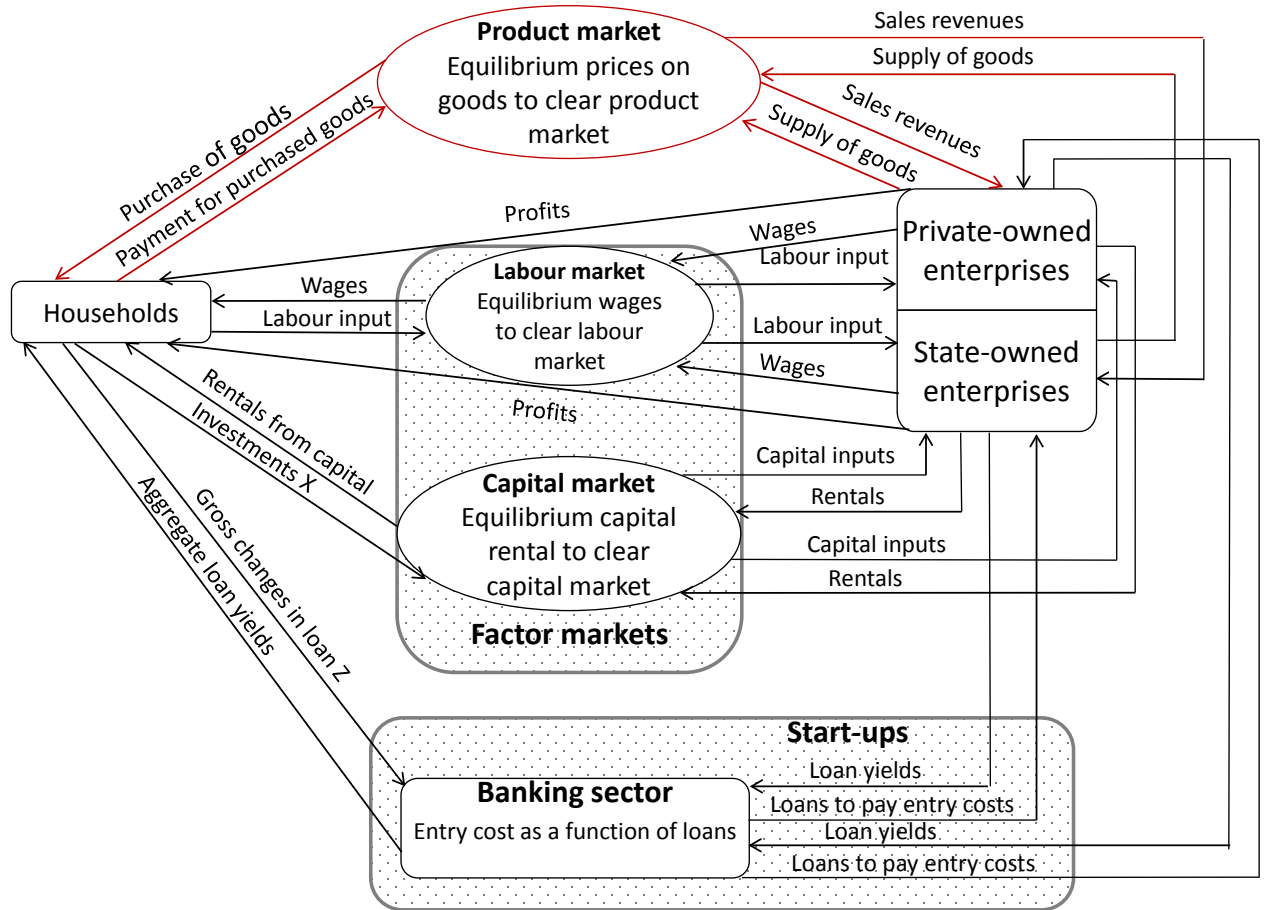 Sales revenues
Product market
Equilibrium prices on
goods to clear product
market
Supply of goods
Sales revenues
Supply of goods
Purchase of goods
Payment for purchased goods
Profits
Wages
Labour input
Private-owned
enterprises
Labour market
Equilibrium wages
to clear labour
market
Wages
Households
Labour input
Labour input
Wages
State-owned
enterprises
Profits
Rentals from capital
Investments X
Capital inputs
Rentals
Capital market
Equilibrium capital
rental to clear
capital market
Capital inputs
Rentals
Factor markets
Gross changes in loan Z
Aggregate loan yields
Start-ups
Loan yields
Banking sector
Entry cost as a function of loans
Loans to pay entry costs
Loan yields
Loans to pay entry costs